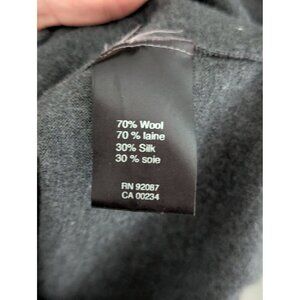 70% Wool
70 % laine
30% Silk
30 % soie
RN 92087
CA 00234